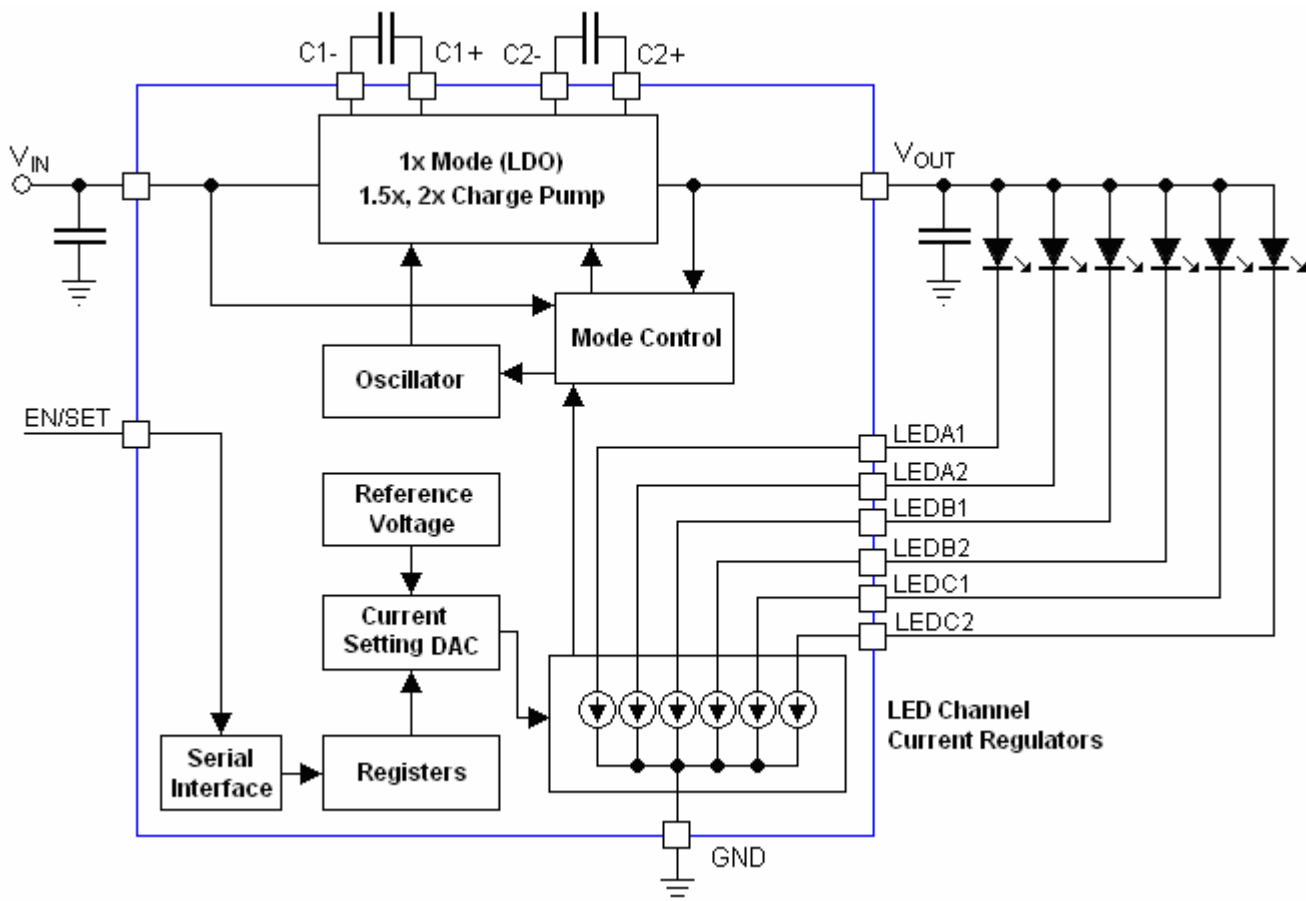 C1-
C1+
C2-
C2+
VIN
1x Mode (LDO)
1.5x, 2x Charge Pump
VOUT
Mode Control
Oscillator
EN/SET
LEDA1
LEDA2
LEDB1
LEDB2
LEDC1
LEDC2
Reference
Voltage
Current
Setting DAC
LED Channel
Current Regulators
Serial
Interface
Registers
GND